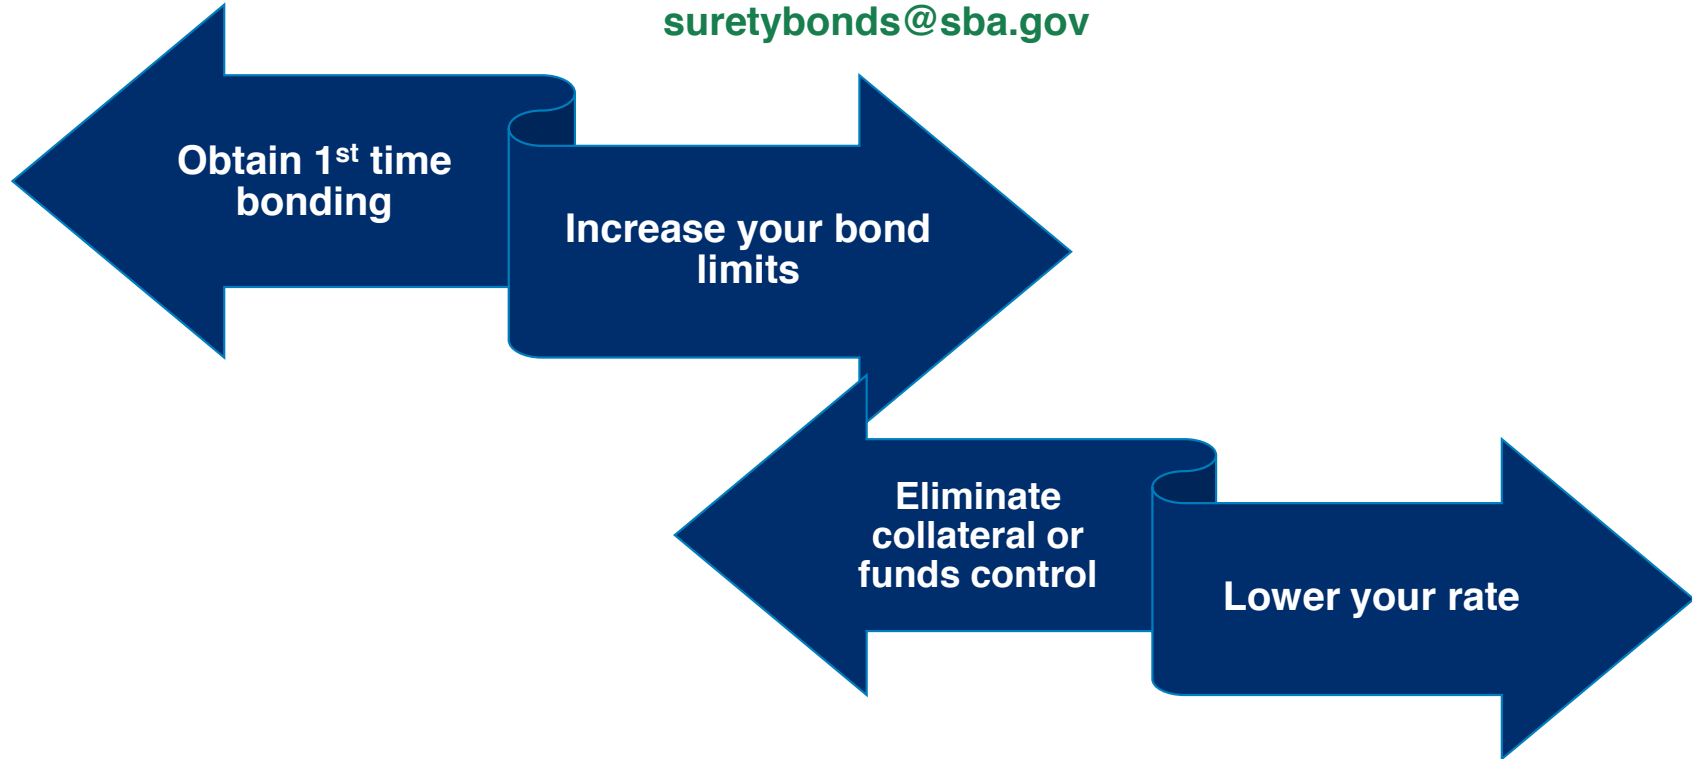 suretybonds@sba.gov
Obtain 1st time
bonding
Increase your bond
limits
Eliminate
collateral or
funds control
Lower your rate